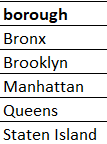 borough
Bronx
Brooklyn
Manhattan
Queens
Staten Island